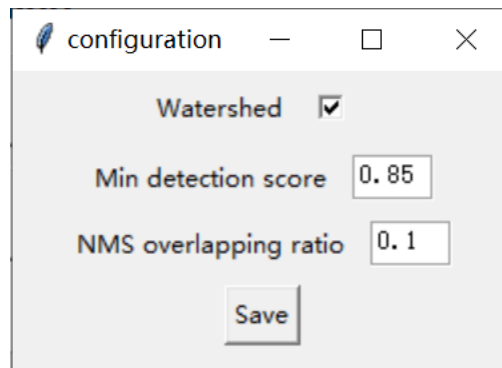 configuration
Watershed
Min detection score 0.85
NMS overlapping ratio 0.1
Save